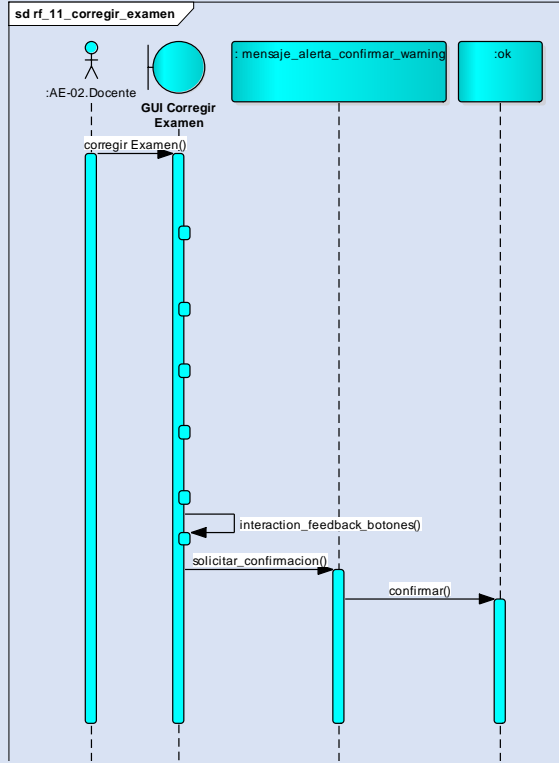 sd rf_11_corregir_examen
: mensaje_alerta_confirmar_warning
:ok
:AE-02.Docente
GUI Corregir
Examen
corregir Examen()
interaction_feedback_botones()
solicitar_confirmacion()
confirmar()